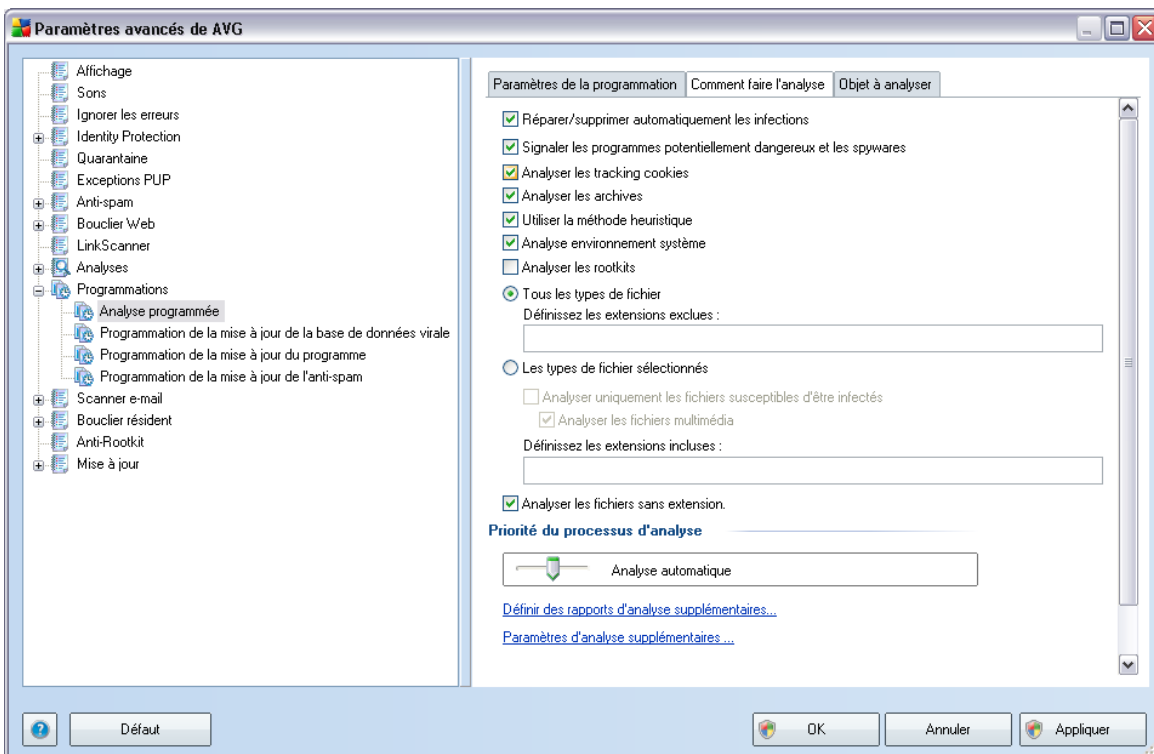 Paramètres avancés de AVG
Affichage
Sons
Ignorer les erreurs
Identity Protection
Quarantaine
Exceptions PUP
Anti-spam
Bouclier Web
LinkScanner
Analyses
Programmations
Analyse programmée
Programmation de la mise à jour de la base de données virale
Programmation de la mise à jour du programme
Programmation de la mise à jour de l'anti-spam
Scanner e-mail
Bouclier résident
Anti-Rootkit
Mise à jour
Paramètres de la programmation
Comment faire l'analyse
Objet à analyser
Réparer/supprimer automatiquement les infections
Signaler les programmes potentiellement dangereux et les spywares
Analyser les tracking cookies
Analyser les archives
Utiliser la méthode heuristique
Analyse environnement système
Analyser les rootkits
Tous les types de fichier
Définissez les extensions exclues :
Les types de fichier sélectionnés
Analyser uniquement les fichiers susceptibles d'être infectés
Analyser les fichiers multimédia
Définissez les extensions incluses :
Analyser les fichiers sans extension.
Priorité du processus d'analyse
Analyse automatique
Définir des rapports d'analyse supplémentaires...
Paramètres d'analyse supplémentaires ...
?
Défaut
OK
Annuler
Appliquer